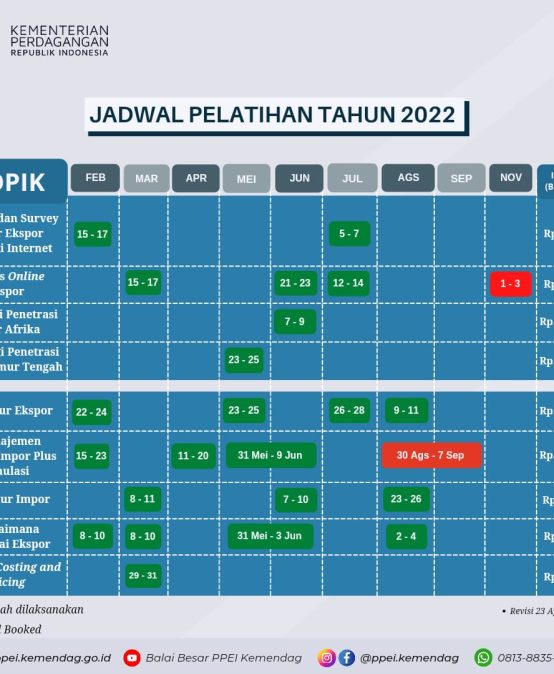 KEMENTERIAN
PERDAGANGAN
REPUBLIK INDONESIA
JADWAL PELATIHAN TAHUN 2022
OPIK FEB MAR APR MEI JUN JUL AGS SEP NOV
dan Survey
r Ekspor 15 - 17 5 - 7 Rp
i Internet
s Online 15 - 17 21 - 23 12 - 14 1 - 3 Rp
spor
i Penetrasi 7 - 9 Rp
r Afrika
gi Penetrasi 23 - 25 Rp
mur Tengah
ur Ekspor 22 - 24 23 - 25 26 - 28 9 - 11 Rp
najemen
mpor Plus 15 - 23 11 - 20 31 Mei - 9 Jun 30 Ags - 7 Sep Rp
mulasi
ur Impor 8 - 11 7 - 10 23 - 26 Rp
aimana 8 - 10 8 - 10 31 Mei - 3 Jun 2 - 4 Rp
ai Ekspor
Costing and 29 - 31 Rp
icing
ah dilaksanakan
• Revisi 23 Ag
l Booked
ppei.kemendag.go.id Balai Besar PPEI Kemendag @ppei.kemendag 0813-8835-